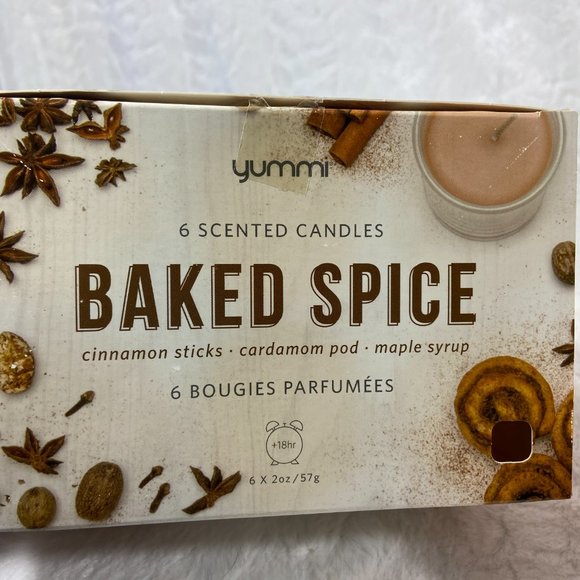 yummi
6 SCENTED CANDLES
BAKED SPICE
cinnamon sticks · cardamom pod · maple syrup
6 BOUGIES PARFUMÉES
+18hr
6 X 2oz/57g